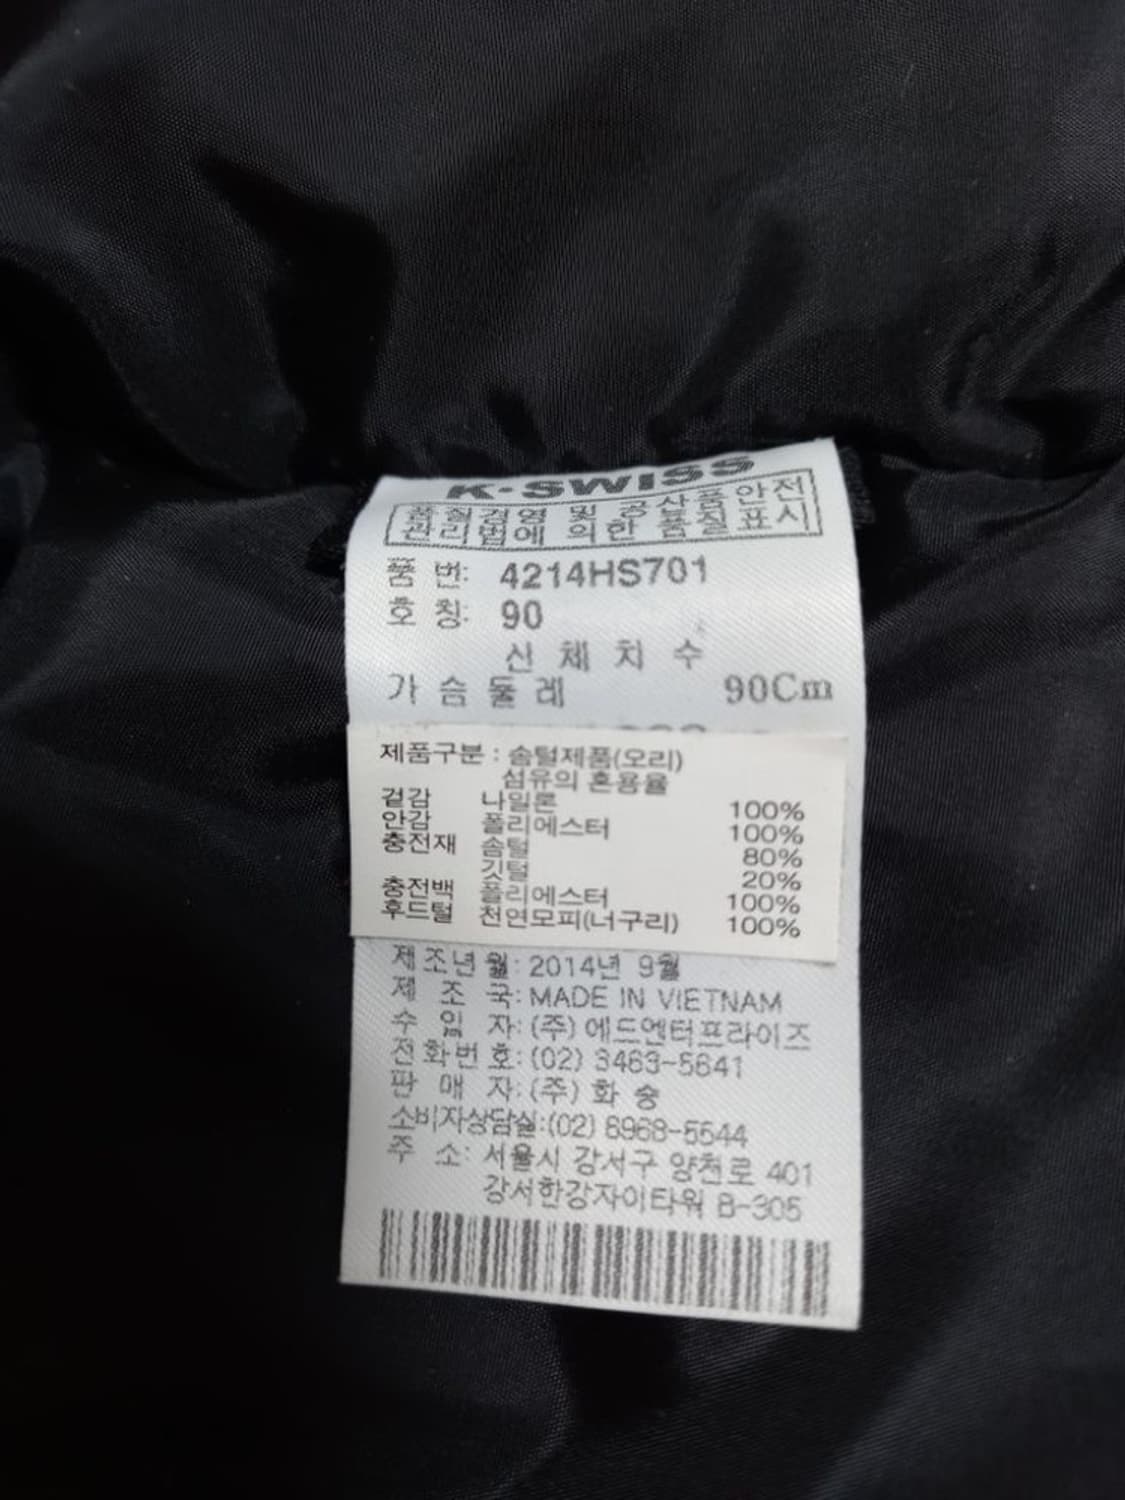 K·SWISS
품질경영 및 공산품안전
관리법에 의한 품질표시
품 번: 4214HS701
호 칭: 90
신 체 치 수
가 슴 둘 레 90Cm
제품구분 : 솜털제품(오리)
섬유의 혼용율
겉감 나일론 100%
안감 폴리에스터 100%
충전재 솜털 80%
깃털 20%
충전백 폴리에스터 100%
후드털 천연모피(너구리) 100%
제조년월: 2014년 9월
제 조 국: MADE IN VIETNAM
수 입 자: (주) 에드엔터프라이즈
전화번호: (02) 3463-5641
판 매 자: (주) 화 승
소비자상담실:(02) 6968-5544
주 소: 서울시 강서구 양천로 401
강서한강자이타워 B-305